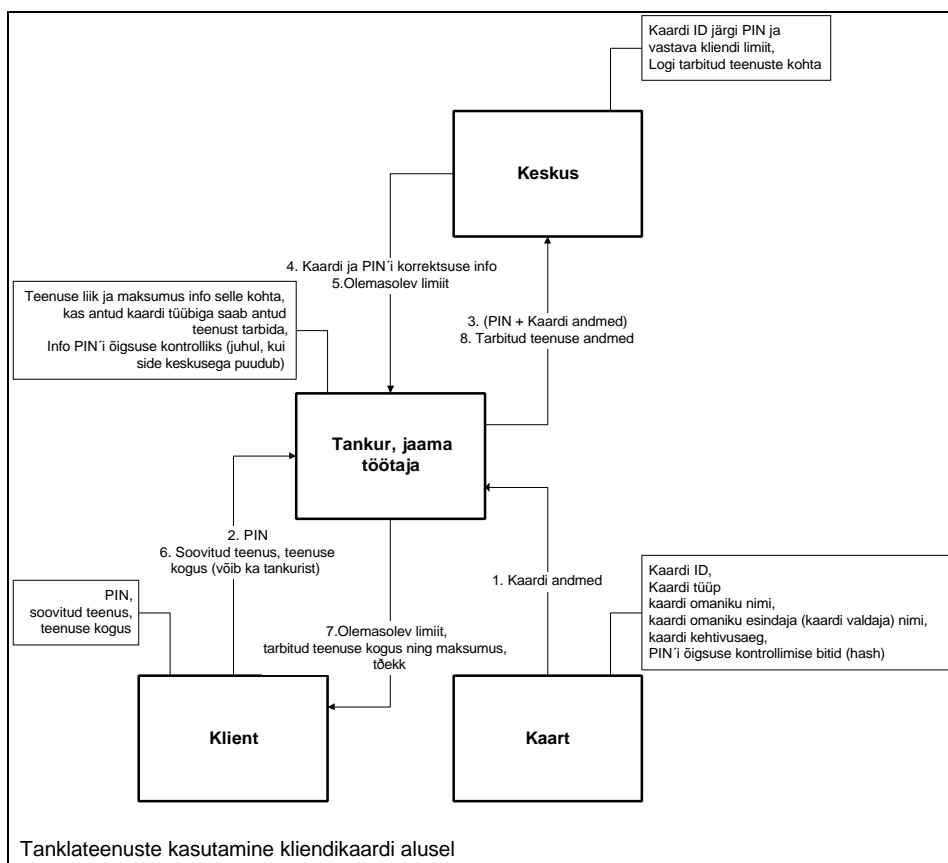 Kaardi ID järgi PIN ja
vastava kliendi limiit,
Logi tarbitud teenuste kohta
Keskus
4. Kaardi ja PIN´i korrektsuse info
5.Olemasolev limiit
3. (PIN + Kaardi andmed)
8. Tarbitud teenuse andmed
Teenuse liik ja maksumus info selle kohta,
kas antud kaardi tüübiga saab antud
teenust tarbida,
Info PIN´i õigsuse kontrolliks (juhul, kui
side keskusega puudub)
Tankur, jaama
töötaja
2. PIN
6. Soovitud teenus, teenuse
kogus (võib ka tankurist)
1. Kaardi andmed
PIN,
soovitud teenus,
teenuse kogus
7.Olemasolev limiit,
tarbitud teenuse kogus ning maksumus,
tðekk
Kaardi ID,
Kaardi tüüp
kaardi omaniku nimi,
kaardi omaniku esindaja (kaardi valdaja) nimi,
kaardi kehtivusaeg,
PIN´i õigsuse kontrollimise bitid (hash)
Klient
Kaart
Tanklateenuste kasutamine kliendikaardi alusel